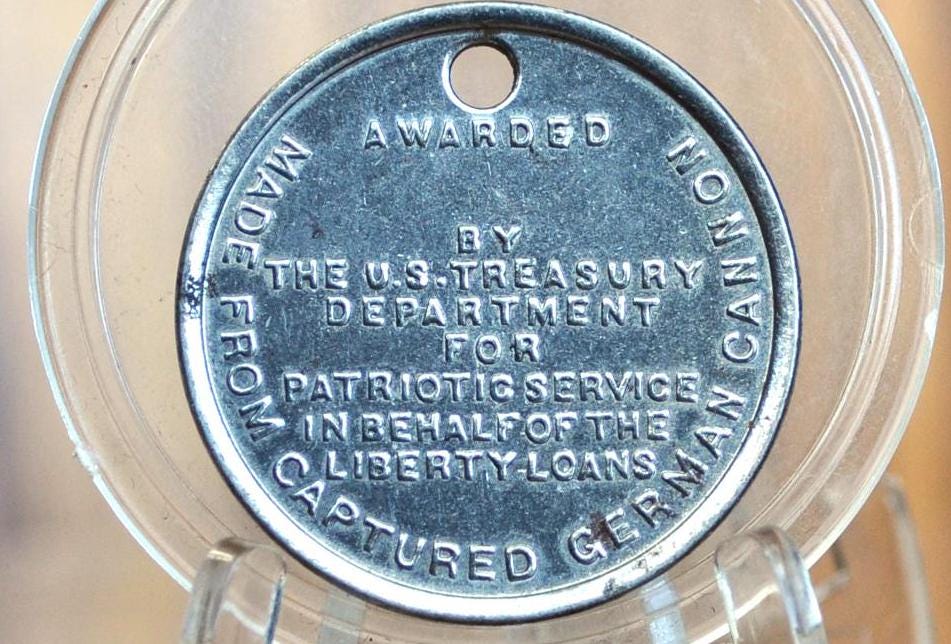 AWARDED
BY
THE U.S. TREASURY
DEPARTMENT
FOR
PATRIOTIC SERVICE
IN BEHALF OF THE
LIBERTY LOANS
MADE FROM CAPTURED GERMAN CANNON